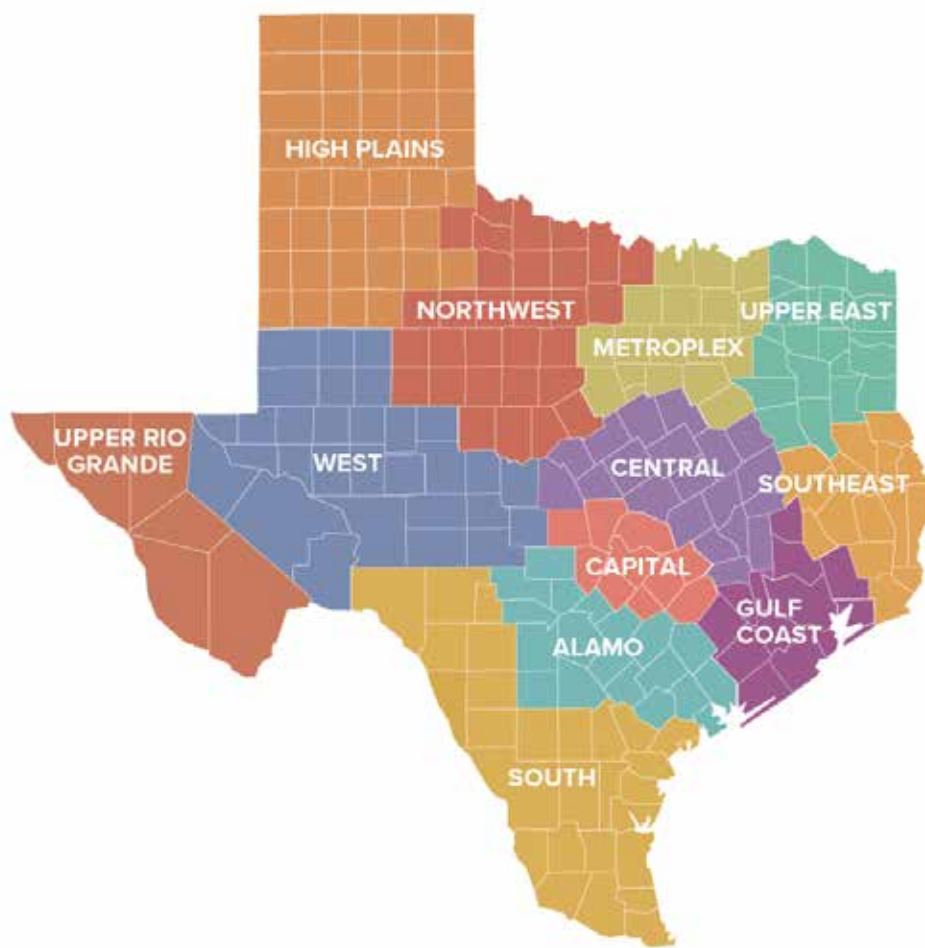 HIGH PLAINS
NORTHWEST
UPPER EAST
METROPLEX
UPPER RIO
GRANDE
WEST
CENTRAL
SOUTHEAST
CAPITAL
GULF
COAST
ALAMO
SOUTH